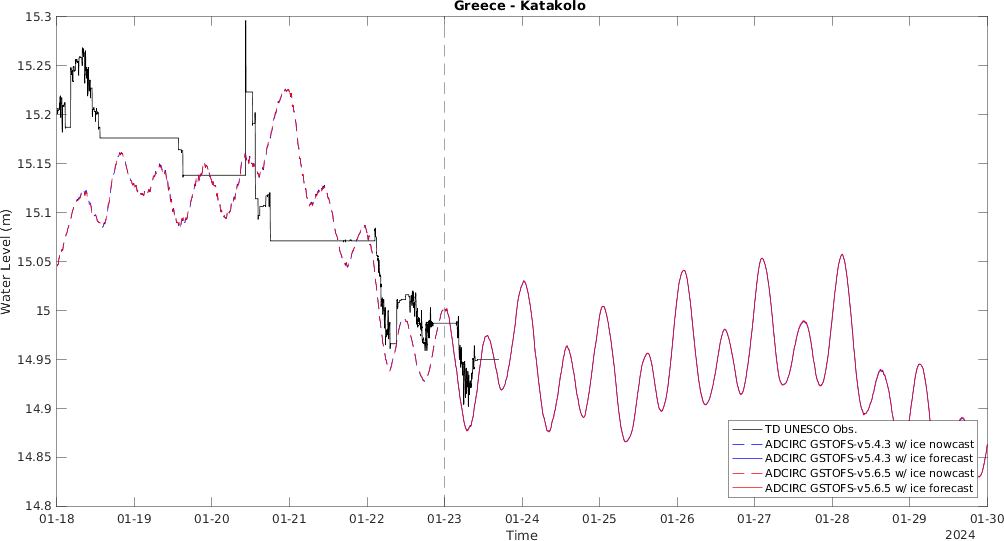 Greece - Katakolo
15.3
15.25
15.2
15.15
15.1
15.05
15
14.95
14.9
14.85
14.8
Water Level (m)
TD UNESCO Obs.
ADCIRC GSTOFS-v5.4.3 w/ ice nowcast
ADCIRC GSTOFS-v5.4.3 w/ ice forecast
ADCIRC GSTOFS-v5.6.5 w/ ice nowcast
ADCIRC GSTOFS-v5.6.5 w/ ice forecast
01-18 01-19 01-20 01-21 01-22 01-23 01-24 01-25 01-26 01-27 01-28 01-29 01-30
Time
2024